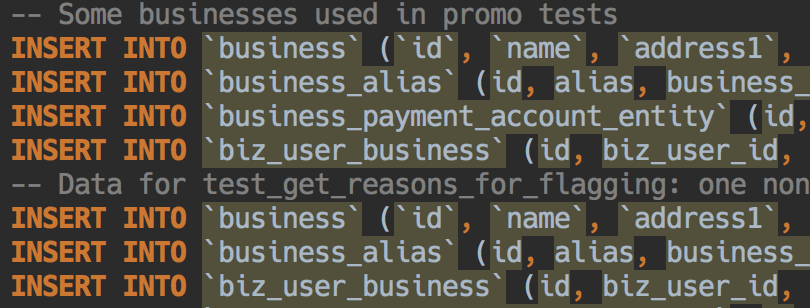 -- Some businesses used in promo tests
INSERT INTO `business` (`id`, `name`, `address1`,
INSERT INTO `business_alias` (id, alias, business_
INSERT INTO `business_payment_account_entity` (id,
INSERT INTO `biz_user_business` (id, biz_user_id,
-- Data for test_get_reasons_for_flagging: one non
INSERT INTO `business` (`id`, `name`, `address1`,
INSERT INTO `business_alias` (id, alias, business_
INSERT INTO `biz_user_business` (id, biz_user_id,